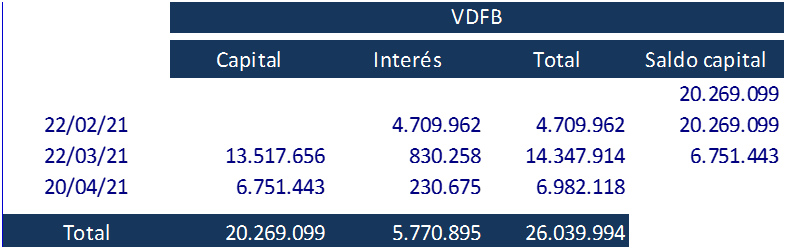 VDFB
Capital Interés Total Saldo capital
20.269.099
22/02/21 4.709.962 4.709.962 20.269.099
22/03/21 13.517.656 830.258 14.347.914 6.751.443
20/04/21 6.751.443 230.675 6.982.118
Total 20.269.099 5.770.895 26.039.994